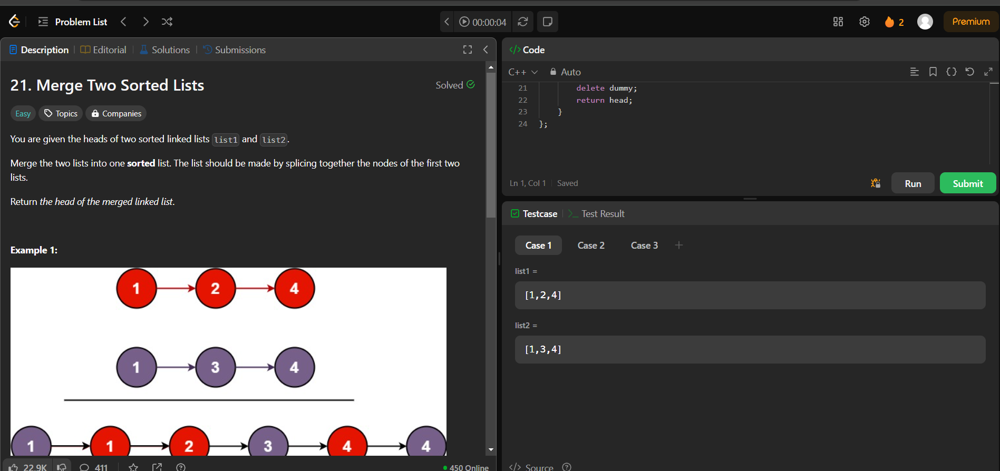 Problem List
00:00:04
2
Premium
Description
Editorial
Solutions
Submissions
21. Merge Two Sorted Lists
Solved
Easy
Topics
Companies
You are given the heads of two sorted linked lists list1 and list2.
Merge the two lists into one sorted list. The list should be made by splicing together the nodes of the first two
lists.
Return the head of the merged linked list.
Example 1:
1 2 4
1 3 4
1 1 2 3 4 4
22.9K
411
450 Online
</> Code
C++
Auto
21 delete dummy;
22 return head;
23 }
24 };
Ln 1, Col 1
Saved
Run
Submit
Testcase
>_ Test Result
Case 1
Case 2
Case 3
+
list1 =
[1,2,4]
list2 =
[1,3,4]
</> Source